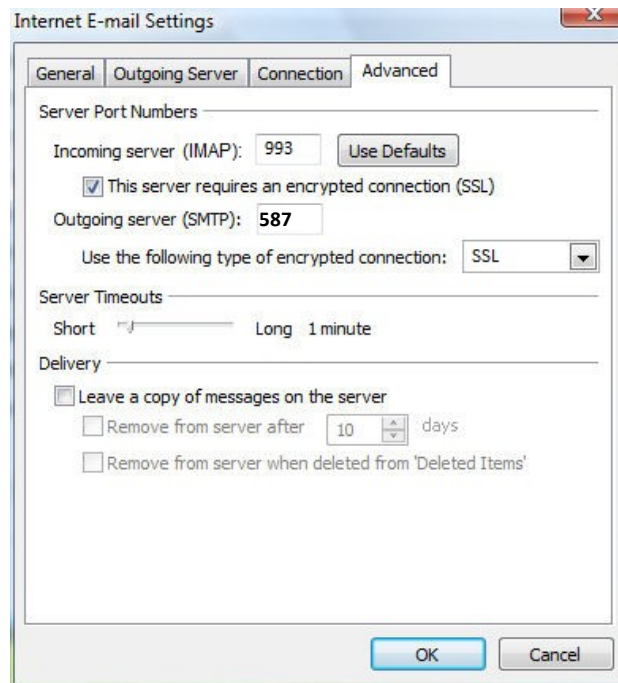 Internet E-mail Settings
General Outgoing Server Connection Advanced
Server Port Numbers
Incoming server (IMAP): 993 Use Defaults
This server requires an encrypted connection (SSL)
Outgoing server (SMTP): 587
Use the following type of encrypted connection: SSL
Server Timeouts
Short Long 1 minute
Delivery
Leave a copy of messages on the server
Remove from server after 10 days
Remove from server when deleted from 'Deleted Items'
OK Cancel